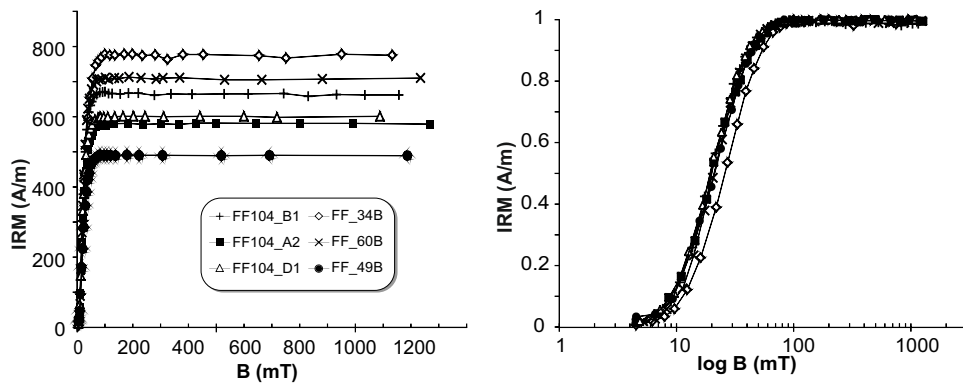 IRM (A/m)
800
600
400
200
0
0 200 400 600 800 1000 1200
B (mT)
FF104_B1 FF_34B
FF104_A2 FF_60B
FF104_D1 FF_49B
IRM (A/m)
1
0.8
0.6
0.4
0.2
0
1 10 100 1000
log B (mT)